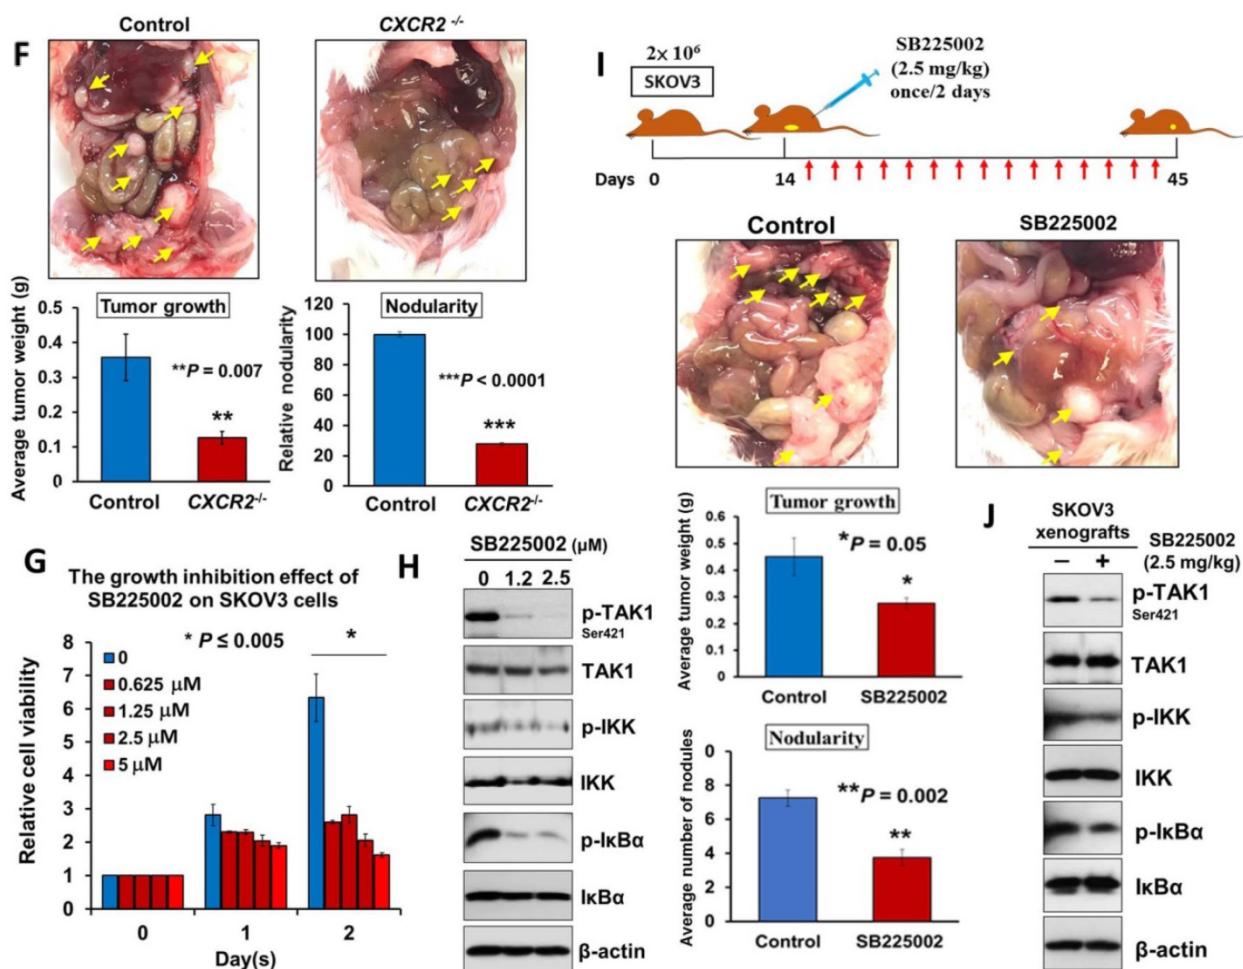 F
Control
CXCR2 -/-
Average tumor weight (g)
0.5
0.4
0.3
0.2
0.1
0
Tumor growth
**P = 0.007
**
Control
CXCR2-/-
Relative nodularity
120
100
80
60
40
20
0
Nodularity
***P < 0.0001
***
Control
CXCR2-/-
G
The growth inhibition effect of
SB225002 on SKOV3 cells
Relative cell viability
8
7
6
5
4
3
2
1
0
* P ≤ 0.005
*
0
0.625 µM
1.25 µM
2.5 µM
5 µM
0
1
2
Day(s)
H
SB225002 (µM)
0 1.2 2.5
p-TAK1
Ser421
TAK1
p-IKK
IKK
p-IκBα
IκBα
β-actin
I
2× 10⁶
SKOV3
SB225002
(2.5 mg/kg)
once/2 days
Days
0
14
45
Control
SB225002
Average tumor weight (g)
0.6
0.5
0.4
0.3
0.2
0.1
0
Tumor growth
*P = 0.05
*
Control
SB225002
Average number of nodules
0
8
6
4
2
0
Nodularity
**P = 0.002
**
Control
SB225002
J
SKOV3
xenografts
SB225002
(2.5 mg/kg)
− +
p-TAK1
Ser421
TAK1
p-IKK
IKK
p-IκBα
IκBα
β-actin